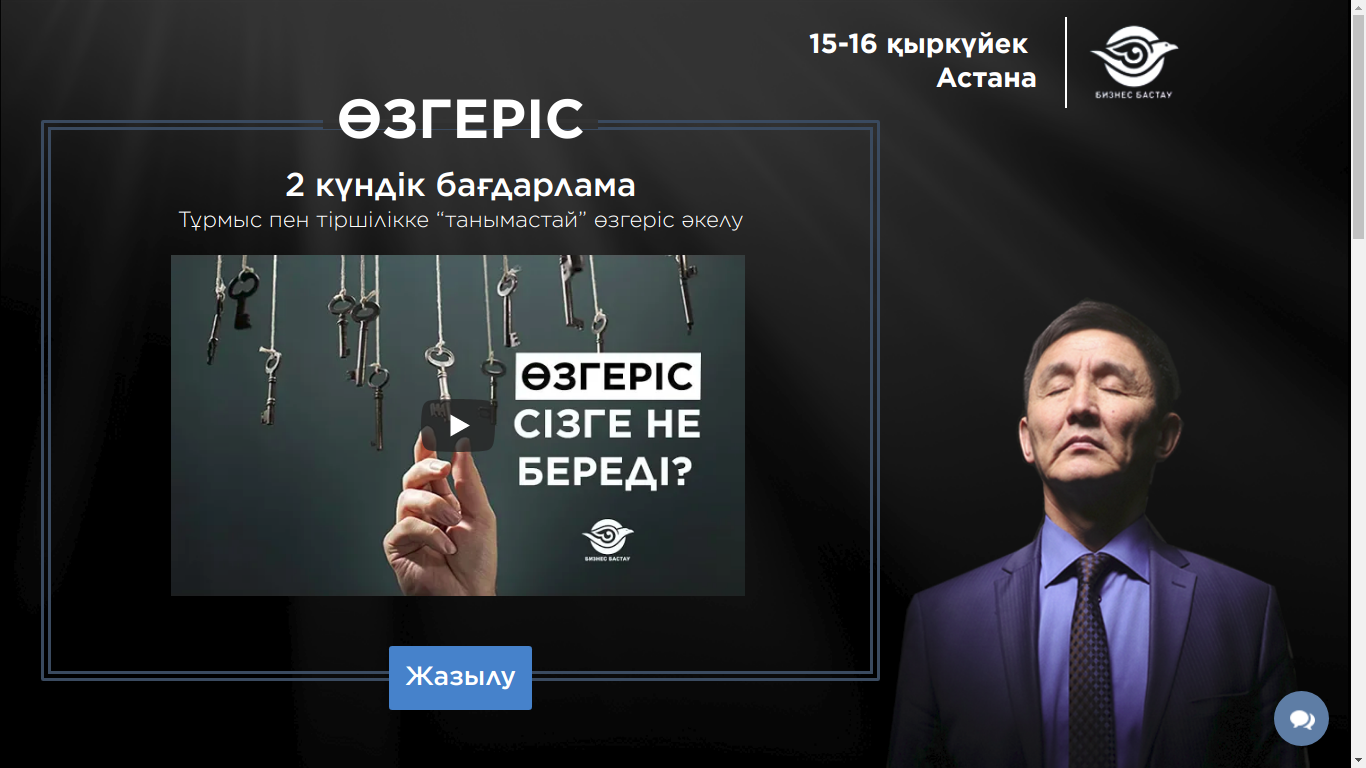 15-16 қыркүйек
Астана
БИЗНЕС БАСТАУ
ӨЗГЕРІС
2 күндік бағдарлама
Тұрмыс пен тіршілікке “танымастай” өзгеріс әкелу
ӨЗГЕРІС
СІЗГЕ НЕ
БЕРЕДІ?
БИЗНЕС БАСТАУ
Жазылу